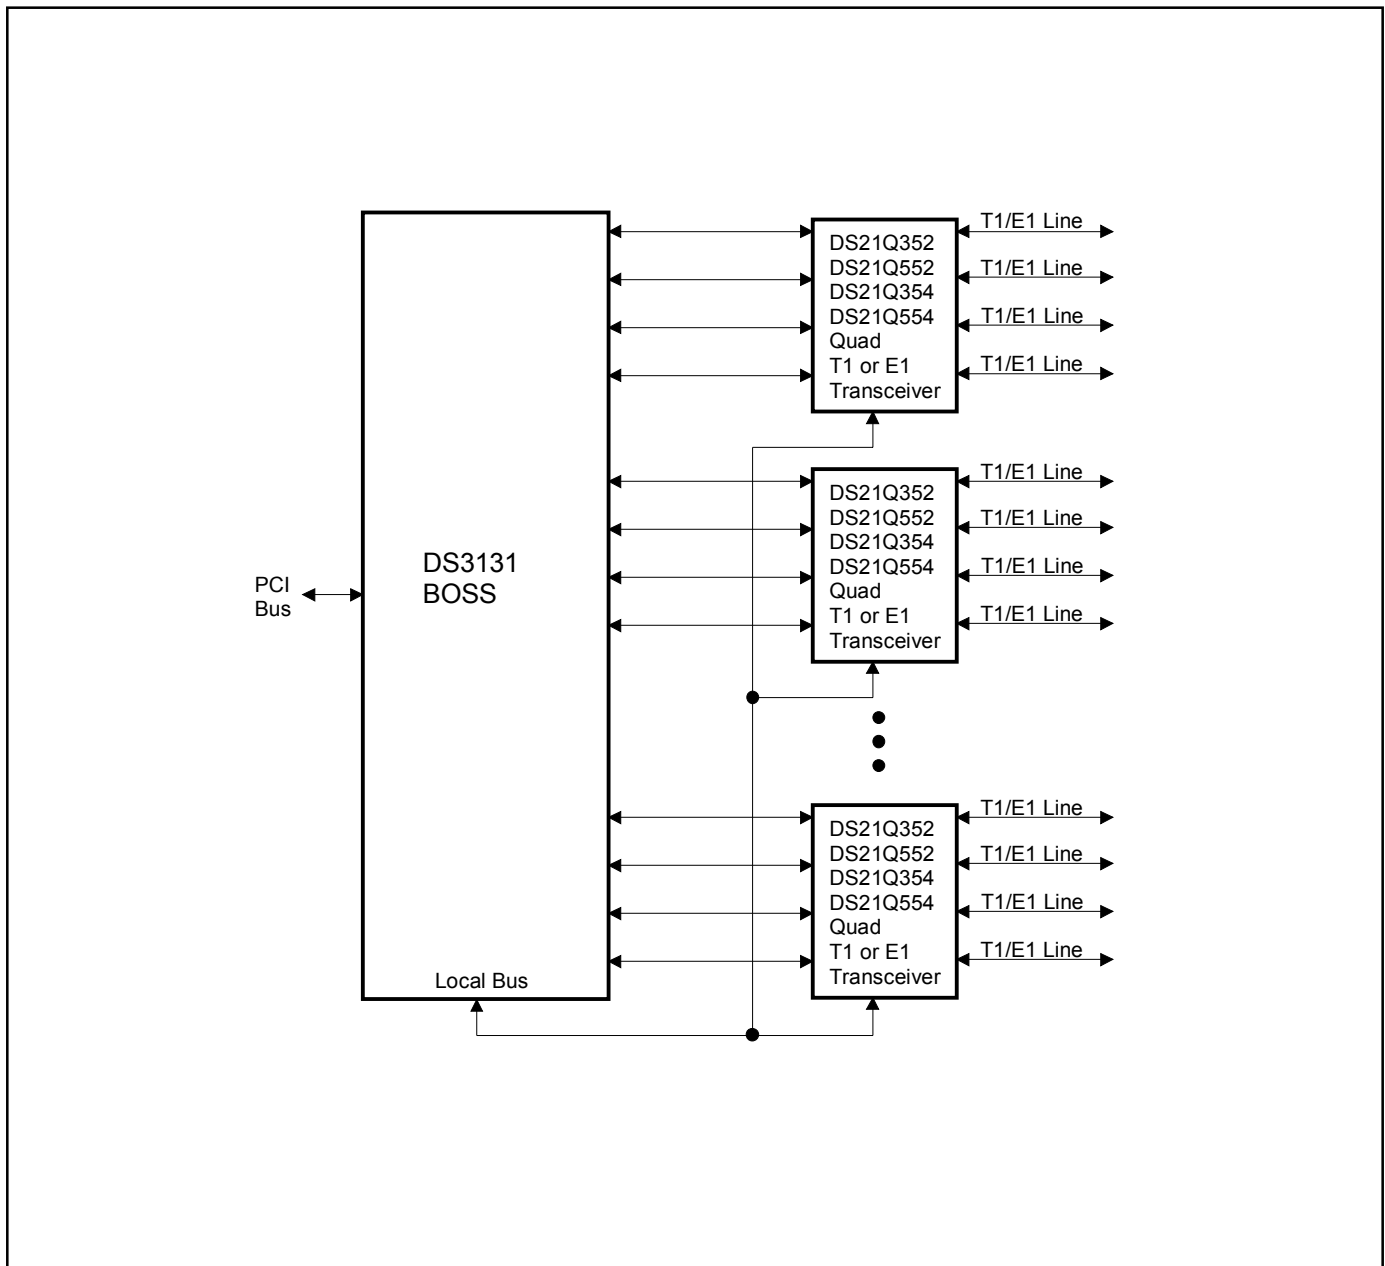 PCI
Bus
DS3131
BOSS
Local Bus
DS21Q352
DS21Q552
DS21Q354
DS21Q554
Quad
T1 or E1
Transceiver
T1/E1 Line
T1/E1 Line
T1/E1 Line
T1/E1 Line
DS21Q352
DS21Q552
DS21Q354
DS21Q554
Quad
T1 or E1
Transceiver
T1/E1 Line
T1/E1 Line
T1/E1 Line
T1/E1 Line
DS21Q352
DS21Q552
DS21Q354
DS21Q554
Quad
T1 or E1
Transceiver
T1/E1 Line
T1/E1 Line
T1/E1 Line
T1/E1 Line